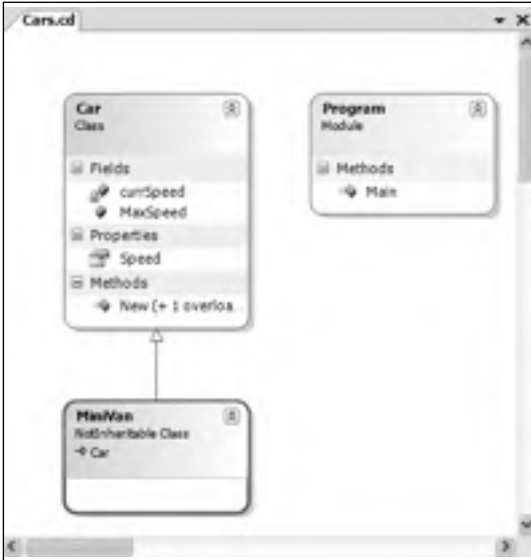 Cars.cd
Car
Class
Fields
currSpeed
MaxSpeed
Properties
Speed
Methods
New (+ 1 overloa
MiniVan
NotInheritable Class
Car
Program
Module
Methods
Main